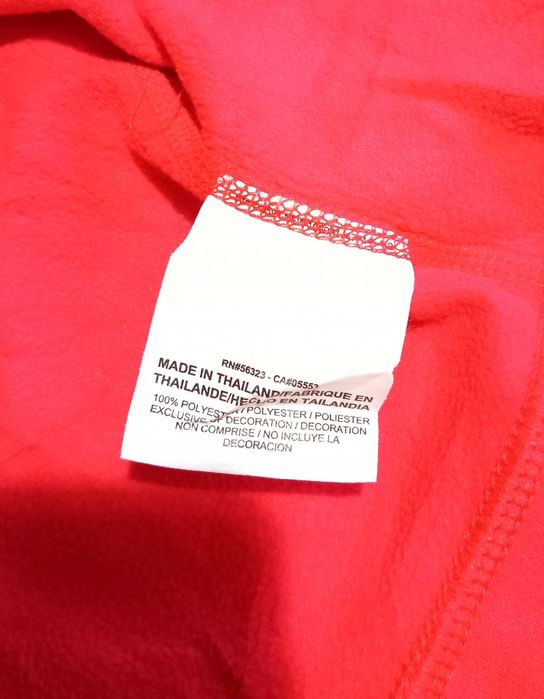 RN#56323 - CA#05553
MADE IN THAILAND/FABRIQUE EN
THAILANDE/HECHO EN TAILANDIA
100% POLYESTER / POLYESTER / POLIESTER
EXCLUSIVE OF DECORATION / DECORATION
NON COMPRISE / NO INCLUYE LA
DECORACION